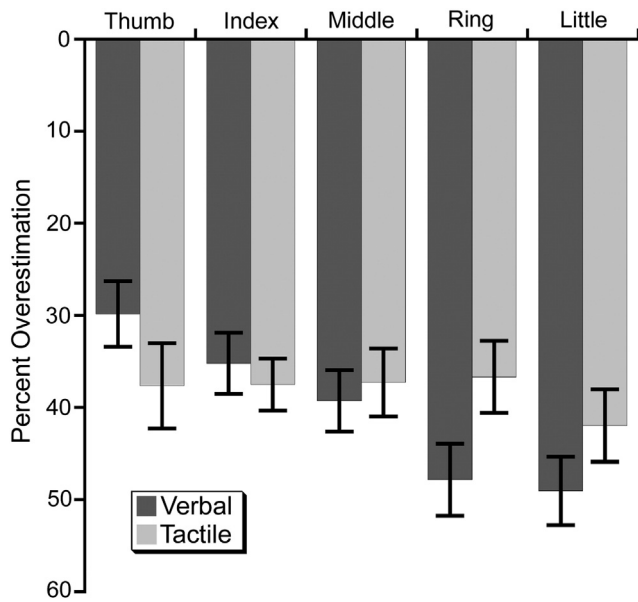 Thumb Index Middle Ring Little
0
10
20
30
40
50
60
Percent Overestimation
Verbal
Tactile